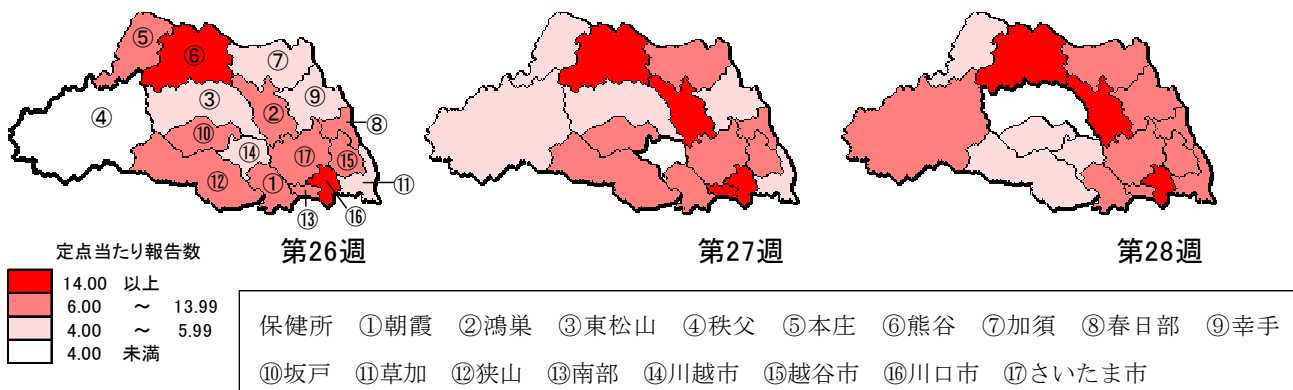 ⑤
⑥
⑦
④
③
②
⑨
⑧
⑩
⑭
⑰
⑮
⑫
①
⑪
⑬
⑯
定点当たり報告数
第26週
第27週
第28週
14.00 以上
6.00 ～ 13.99
4.00 ～ 5.99
4.00 未満
保健所 ①朝霞 ②鴻巣 ③東松山 ④秩父 ⑤本庄 ⑥熊谷 ⑦加須 ⑧春日部 ⑨幸手
⑩坂戸 ⑪草加 ⑫狭山 ⑬南部 ⑭川越市 ⑮越谷市 ⑯川口市 ⑰さいたま市